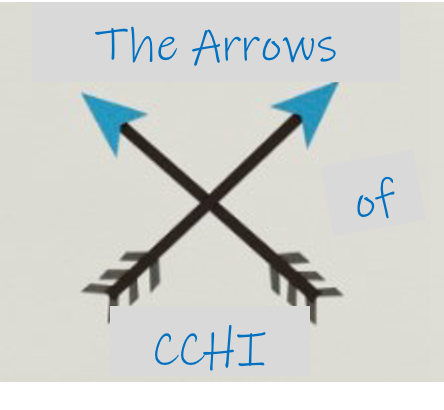 The Arrows
of
CCHI